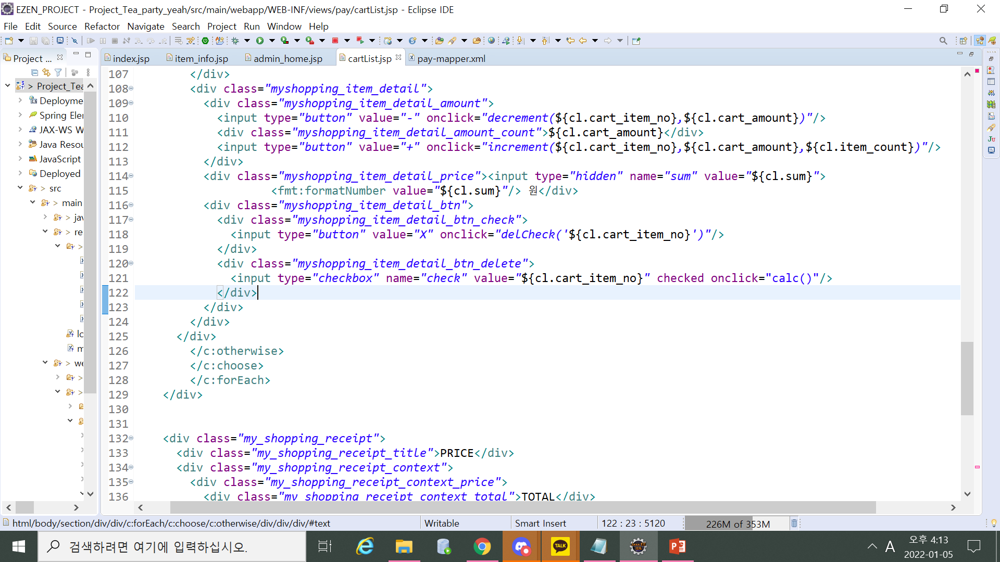 EZEN_PROJECT - Project_Tea_party_yeah/src/main/webapp/WEB-INF/views/pay/cartList.jsp - Eclipse IDE
File Edit Source Refactor Navigate Search Project Run Window Help
Project ...
index.jsp item_info.jsp admin_home.jsp cartList.jsp pay-mapper.xml
> Project_Tea
Deployme
Spring Eler
JAX-WS W
Java Resou
JavaScript
Deployed
> src
> main
> jav
> re
>
lo
m
> we
>
>
107 </div>
108 <div class="myshopping_item_detail">
109 <div class="myshopping_item_detail_amount">
110 <input type="button" value="-" onclick="decrement(${cl.cart_item_no},${cl.cart_amount})"/>
111 <div class="myshopping_item_detail_amount_count">${cl.cart_amount}</div>
112 <input type="button" value="+" onclick="increment(${cl.cart_item_no},${cl.cart_amount},${cl.item_count})"/>
113 </div>
114 <div class="myshopping_item_detail_price"><input type="hidden" name="sum" value="${cl.sum}">
115 <fmt:formatNumber value="${cl.sum}"/> 원</div>
116 <div class="myshopping_item_detail_btn">
117 <div class="myshopping_item_detail_btn_check">
118 <input type="button" value="X" onclick="delCheck('${cl.cart_item_no}')"/>
119 </div>
120 <div class="myshopping_item_detail_btn_delete">
121 <input type="checkbox" name="check" value="${cl.cart_item_no}" checked onclick="calc()"/>
122 </div>
123 </div>
124 </div>
125 </div>
126 </c:otherwise>
127 </c:choose>
128 </c:forEach>
129 </div>
130
131
132 <div class="my_shopping_receipt">
133 <div class="my_shopping_receipt_title">PRICE</div>
134 <div class="my_shopping_receipt_context">
135 <div class="my_shopping_receipt_context_price">
136 <div class="my_shopping_receipt_context_total">TOTAL</div>
html/body/section/div/div/c:forEach/c:choose/c:otherwise/div/div/div/#text Writable Smart Insert 122 : 23 : 5120 226M of 353M
검색하려면 여기에 입력하십시오.
TALK
Java EE
IDE
A
오후 4:13
2022-01-05